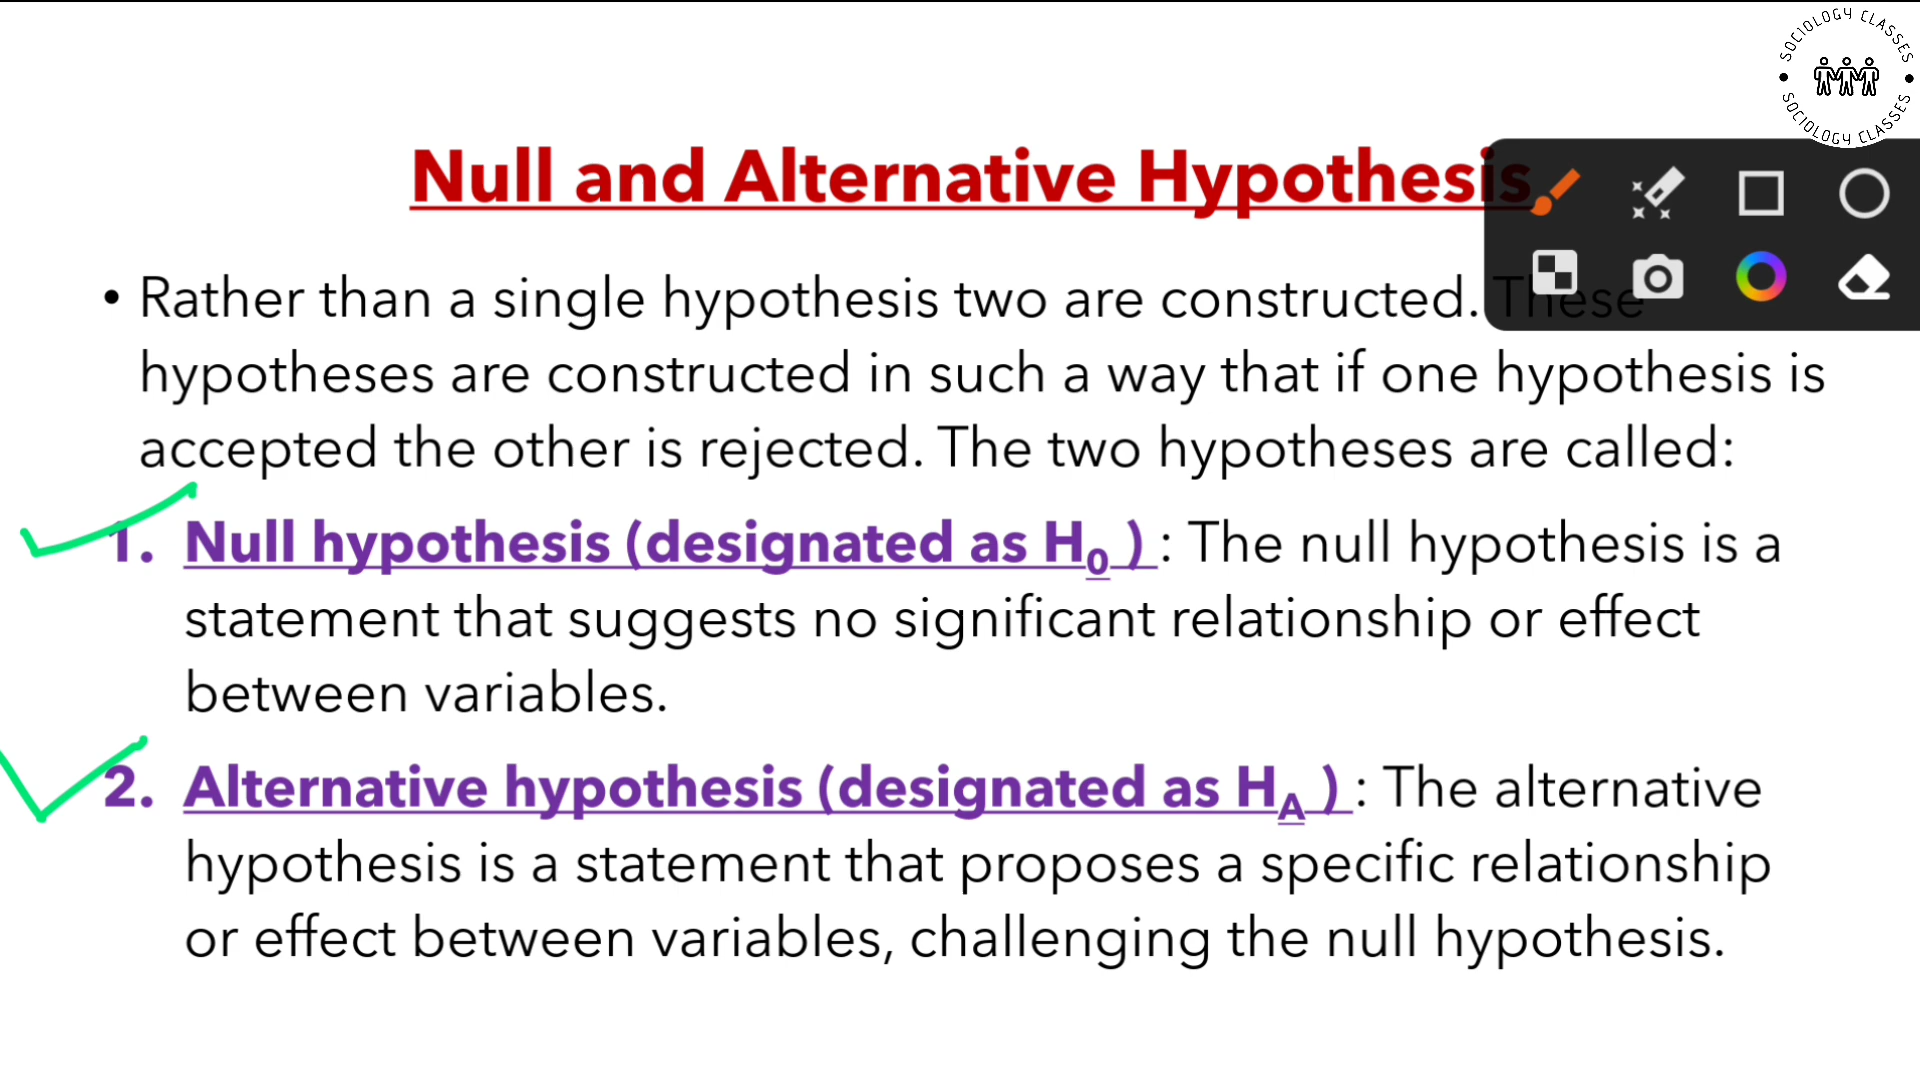 SOCIOLOGY CLASSES
SOCIOLOGY CLASSES
Null and Alternative Hypothesis
• Rather than a single hypothesis two are constructed. These
hypotheses are constructed in such a way that if one hypothesis is
accepted the other is rejected. The two hypotheses are called:
1. Null hypothesis (designated as H₀ ) : The null hypothesis is a
statement that suggests no significant relationship or effect
between variables.
2. Alternative hypothesis (designated as H_A ) : The alternative
hypothesis is a statement that proposes a specific relationship
or effect between variables, challenging the null hypothesis.